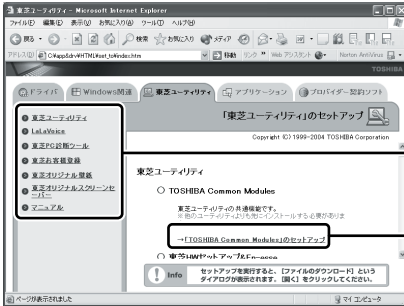 東芝ユーティリティ - Microsoft Internet Explorer
ファイル(F) 編集(E) 表示(V) お気に入り(A) ツール(T) ヘルプ(H)
戻る 検索 お気に入り メディア
アドレス(D) C:¥app&drv¥HTML¥set_to¥index.htm 移動 リンク Web アシスタント Norton AntiVirus
TOSHIBA
ドライバ Windows関連 東芝ユーティリティ アプリケーション プロバイダー契約ソフト
「東芝ユーティリティ」のセットアップ
Copyright (C) 1999-2004 TOSHIBA Corporation
東芝ユーティリティ
LaLaVoice
東芝PC診断ツール
東芝お客様登録
東芝オリジナル壁紙
東芝オリジナルスクリーンセ
ーバー
マニュアル
東芝ユーティリティ
TOSHIBA Common Modules
東芝ユーティリティの共通機能です。
※他のユーティリティよりも先にインストールする必要がありま
→「TOSHIBA Common Modules」のセットアップ
東芝HWセットアップ&Fn-esse
Info セットアップを実行すると、[ファイルのダウンロード] という
ダイアログが表示されます。[開く] をクリックしてください。
ページが表示されました マイ コンピュータ